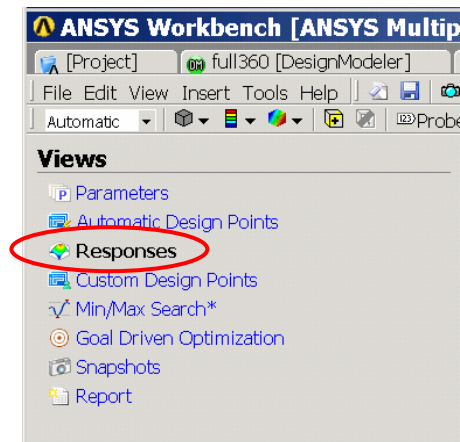 ANSYS Workbench [ANSYS Multip
[Project] full360 [DesignModeler]
File Edit View Insert Tools Help
Automatic Probe
Views
Parameters
Automatic Design Points
Responses
Custom Design Points
Min/Max Search*
Goal Driven Optimization
Snapshots
Report